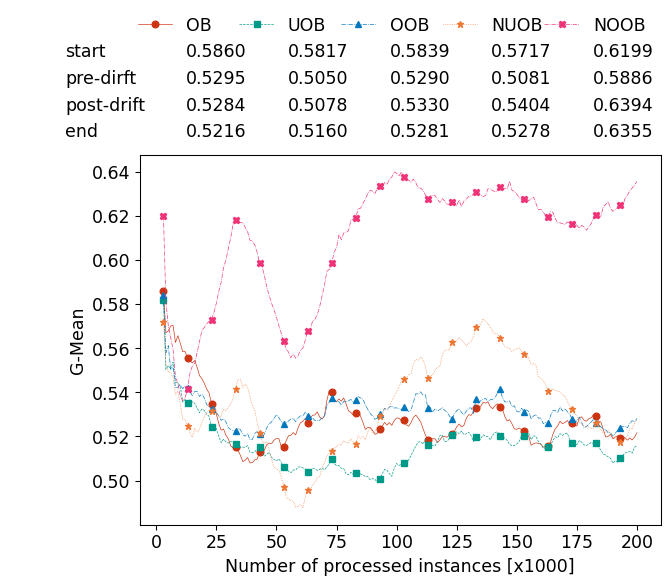 OB UOB OOB NUOB NOOB
start 0.5860 0.5817 0.5839 0.5717 0.6199
pre-dirft 0.5295 0.5050 0.5290 0.5081 0.5886
post-drift 0.5284 0.5078 0.5330 0.5404 0.6394
end 0.5216 0.5160 0.5281 0.5278 0.6355
0.64
0.62
0.60
0.58
0.56
0.54
0.52
0.50
G-Mean
0 25 50 75 100 125 150 175 200
Number of processed instances [x1000]